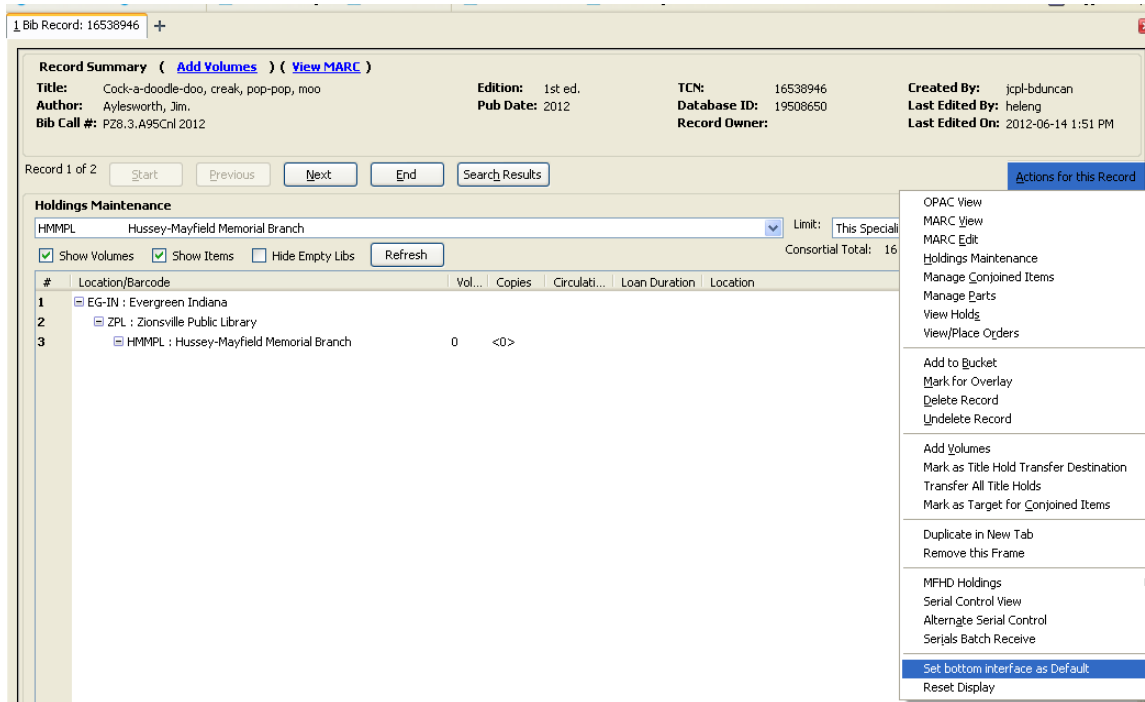 1 Bib Record: 16538946 +
Record Summary ( Add Volumes ) ( View MARC )
Title: Cock-a-doodle-doo, creak, pop-pop, moo Edition: 1st ed. TCN: 16538946 Created By: jcpl-bduncan
Author: Aylesworth, Jim. Pub Date: 2012 Database ID: 19508650 Last Edited By: heleng
Bib Call #: PZ8.3.A95Cnl 2012 Record Owner: Last Edited On: 2012-06-14 1:51 PM
Record 1 of 2 Start Previous Next End Search Results Actions for this Record
Holdings Maintenance
HMMPL Hussey-Mayfield Memorial Branch Limit: This Speciali
Show Volumes Show Items Hide Empty Libs Refresh Consortial Total: 16
# Location/Barcode Vol... Copies Circulati... Loan Duration Location
1 EG-IN : Evergreen Indiana
2 ZPL : Zionsville Public Library
3 HMMPL : Hussey-Mayfield Memorial Branch 0 <0>
OPAC View
MARC View
MARC Edit
Holdings Maintenance
Manage Conjoined Items
Manage Parts
View Holds
View/Place Orders
Add to Bucket
Mark for Overlay
Delete Record
Undelete Record
Add Volumes
Mark as Title Hold Transfer Destination
Transfer All Title Holds
Mark as Target for Conjoined Items
Duplicate in New Tab
Remove this Frame
MFHD Holdings
Serial Control View
Alternate Serial Control
Serials Batch Receive
Set bottom interface as Default
Reset Display